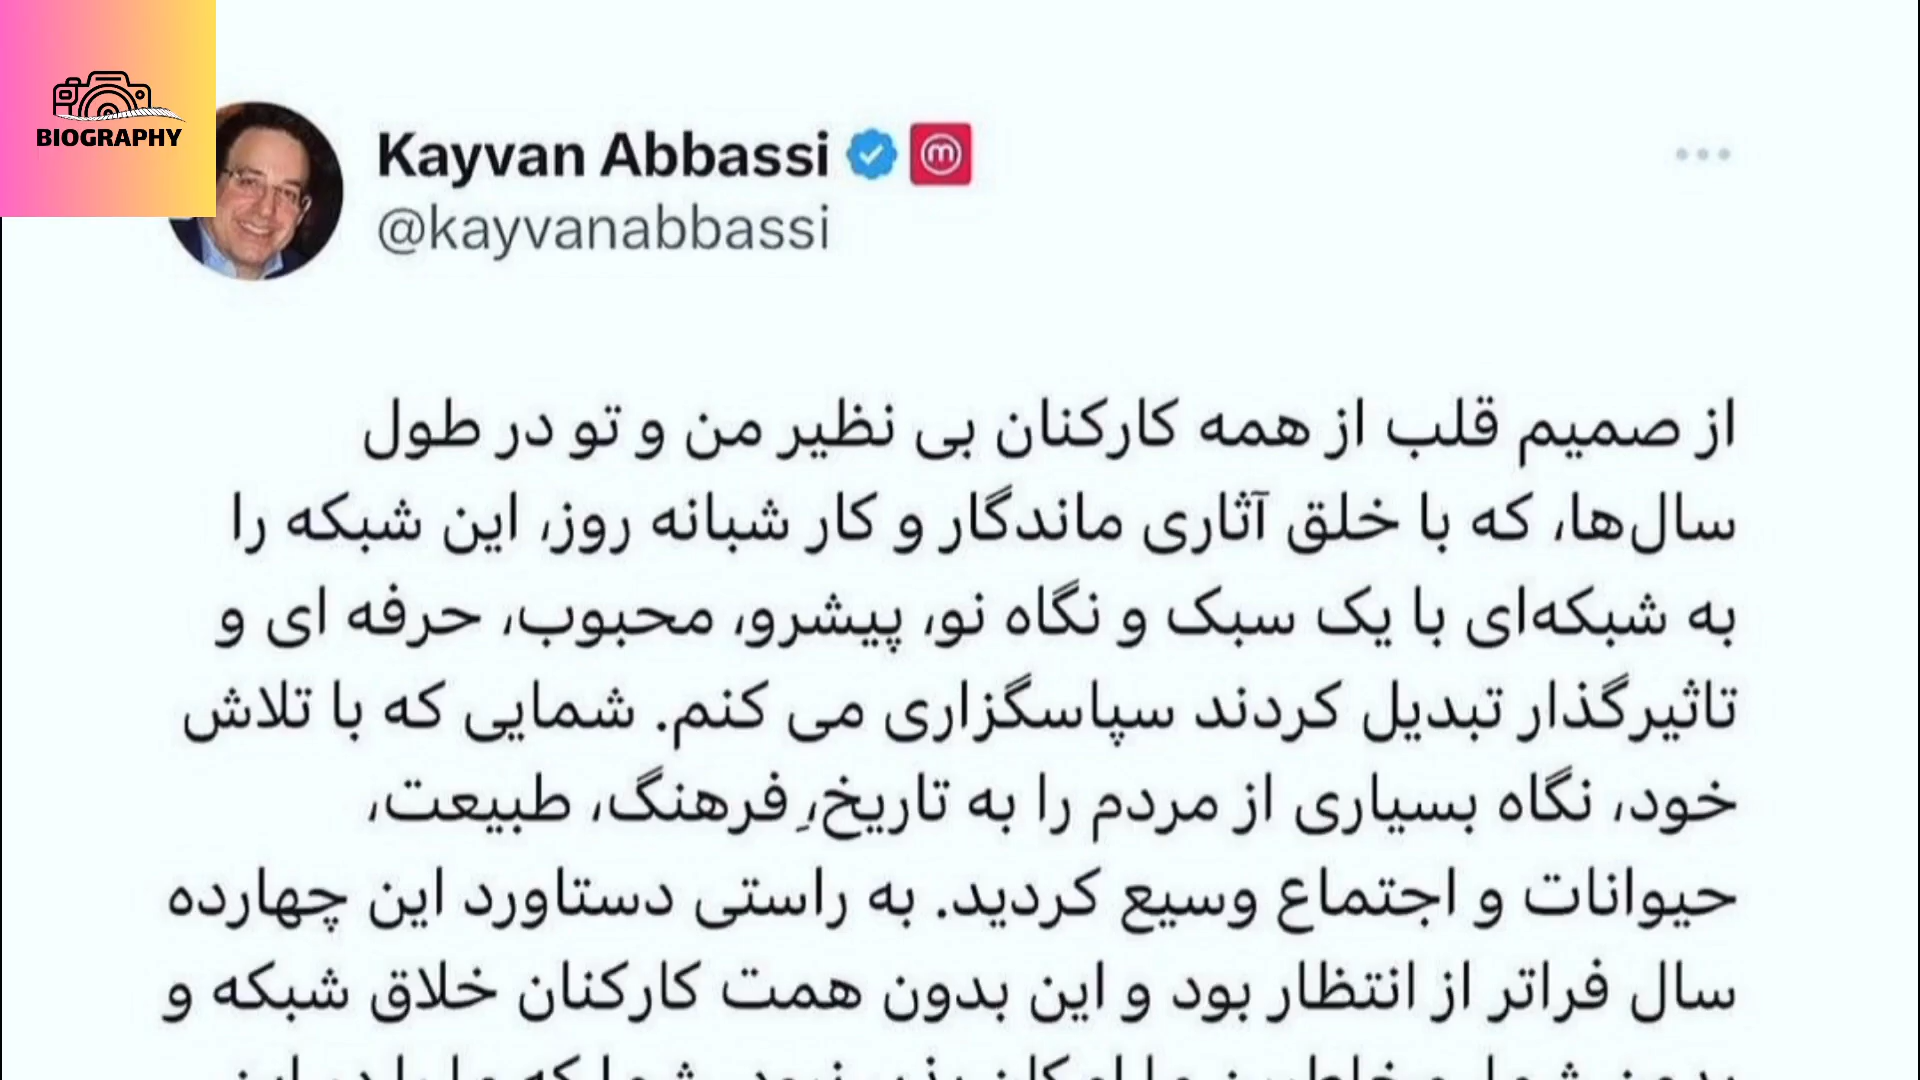 BIOGRAPHY
Kayvan Abbassi
@kayvanabbassi
از صمیم قلب از همه کارکنان بی نظیر من و تو در طول
سال‌ها، که با خلق آثاری ماندگار و کار شبانه روز، این شبکه را
به شبکه‌ای با یک سبک و نگاه نو، پیشرو، محبوب، حرفه ای و
تاثیرگذار تبدیل کردند سپاسگزاری می کنم. شمایی که با تلاش
خود، نگاه بسیاری از مردم را به تاریخ،ِ فرهنگ، طبیعت،
حیوانات و اجتماع وسیع کردید. به راستی دستاورد این چهارده
سال فراتر از انتظار بود و این بدون همت کارکنان خلاق شبکه و